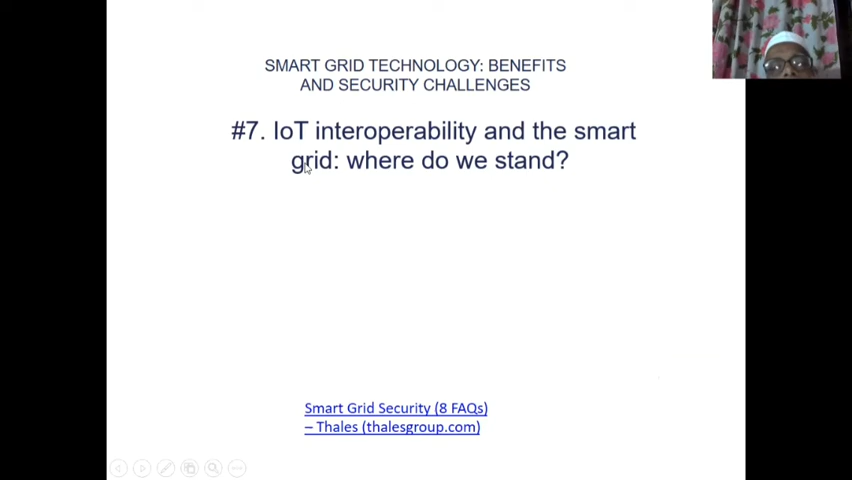 SMART GRID TECHNOLOGY: BENEFITS
AND SECURITY CHALLENGES
#7. IoT interoperability and the smart
grid: where do we stand?
Smart Grid Security (8 FAQs)
– Thales (thalesgroup.com)